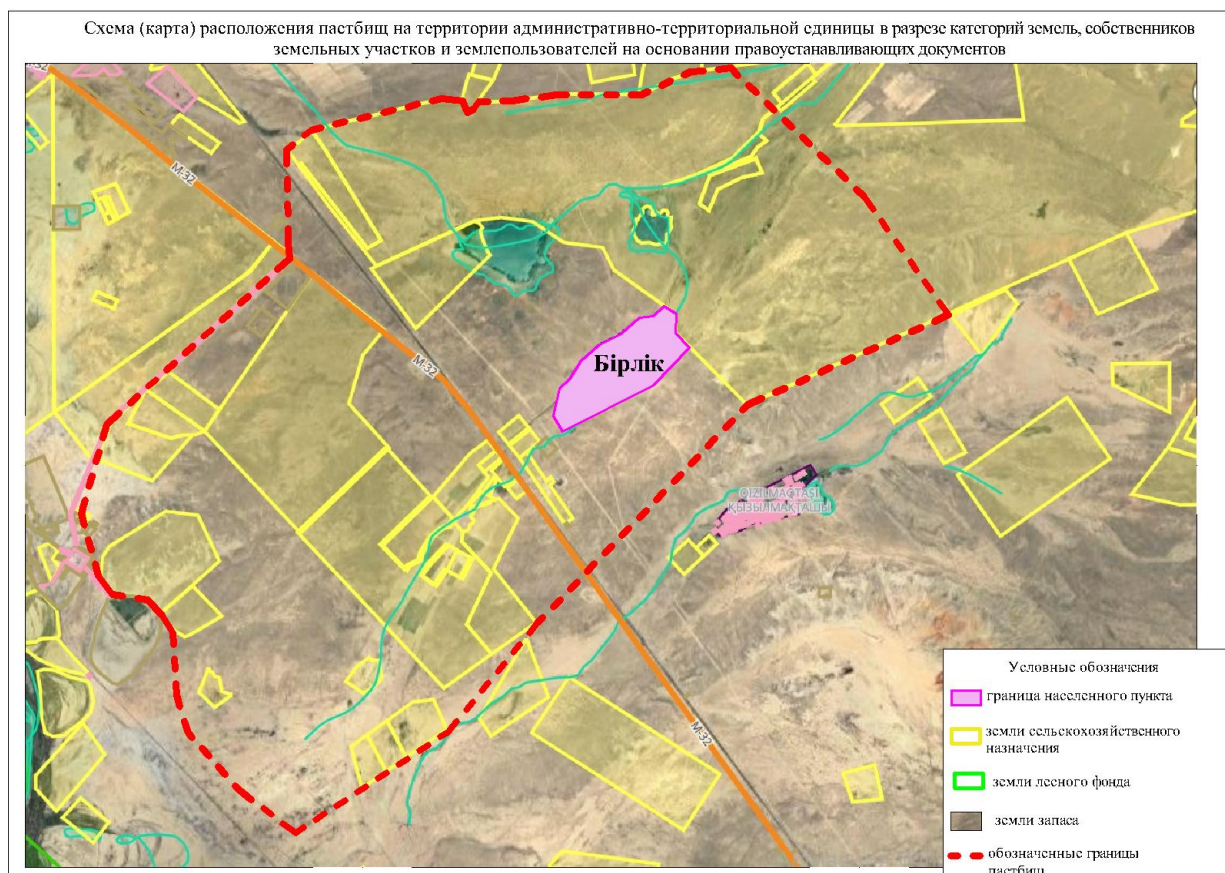 Схема (карта) расположения пастбищ на территории административно-территориальной единицы в разрезе категорий земель, собственников
земельных участков и землепользователей на основании правоустанавливающих документов
М-32
М-32
М-32
Бірлік
ҚЫЗЫЛМАҚТАШЫ
М-32
Условные обозначения
граница населенного пункта
земли сельскохозяйственного
назначения
земли лесного фонда
земли запаса
обозначенные границы
пастбищ